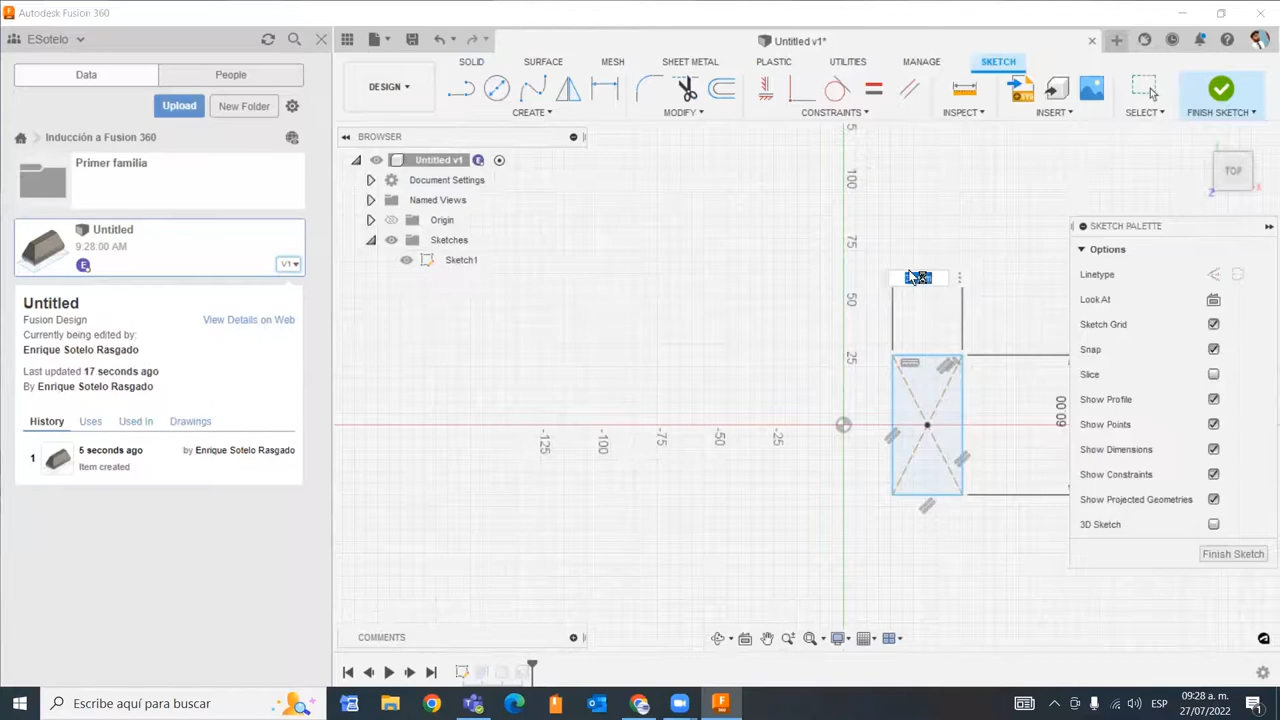 Autodesk Fusion 360
ESotelo
Untitled v1*
Data
People
Upload
New Folder
Inducción a Fusion 360
Primer familia
Untitled
9:28:00 AM
E
V1
Untitled
Fusion Design
View Details on Web
Currently being edited by:
Enrique Sotelo Rasgado
Last updated 17 seconds ago
By Enrique Sotelo Rasgado
History
Uses
Used In
Drawings
1
5 seconds ago
by Enrique Sotelo Rasgado
Item created
DESIGN
SOLID
SURFACE
MESH
SHEET METAL
PLASTIC
UTILITIES
MANAGE
SKETCH
CREATE
MODIFY
CONSTRAINTS
INSPECT
INSERT
SELECT
FINISH SKETCH
BROWSER
Untitled v1
Document Settings
Named Views
Origin
Sketches
Sketch1
100
75
50
25
-125
-100
-75
-50
-25
60.00
TOP
X
Z
SKETCH PALETTE
Options
Linetype
Look At
Sketch Grid
Snap
Slice
Show Profile
Show Points
Show Dimensions
Show Constraints
Show Projected Geometries
3D Sketch
Finish Sketch
COMMENTS
Escribe aquí para buscar
ESP
09:28 a. m.
27/07/2022